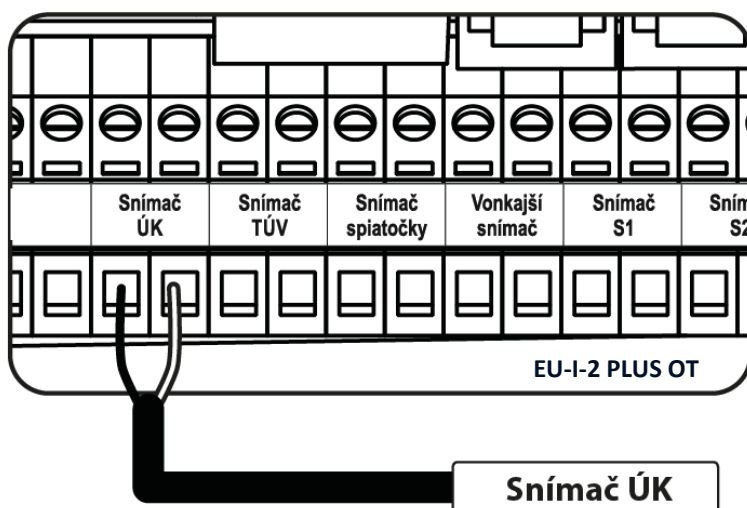 Snímač ÚK
Snímač TÚV
Snímač spiatočky
Vonkajší snímač
Snímač S1
EU-I-2 PLUS OT
Snímač ÚK